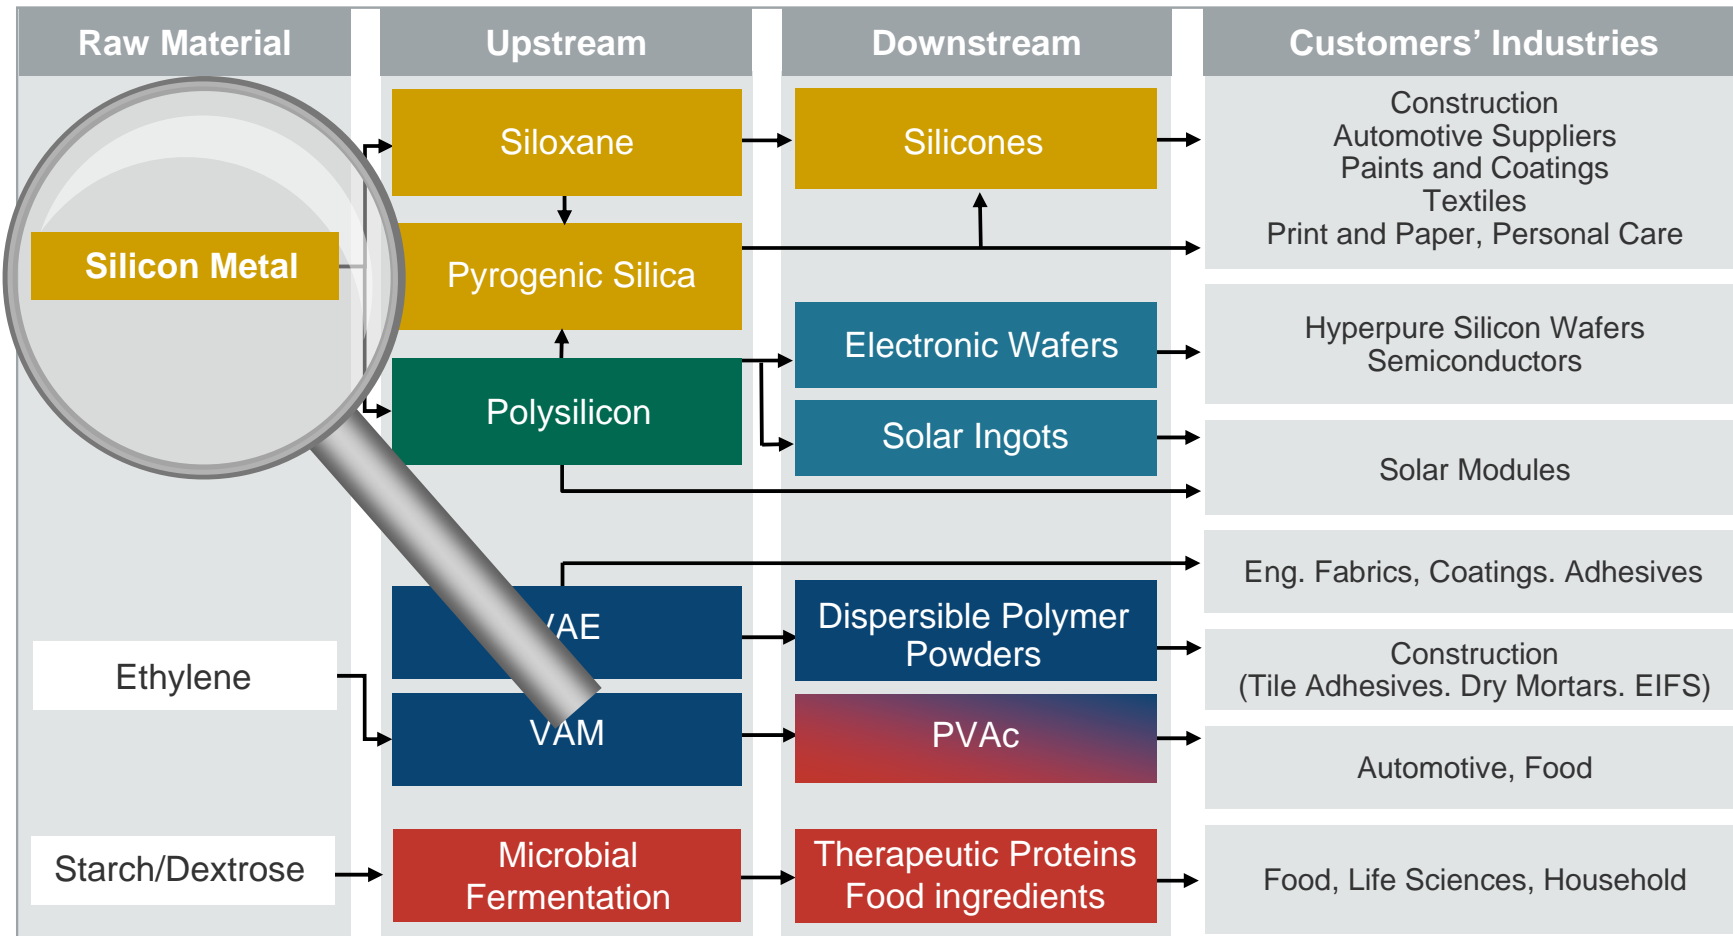 Raw Material
Upstream
Downstream
Customers’ Industries
Silicon Metal
Siloxane
Silicones
Construction
Automotive Suppliers
Paints and Coatings
Textiles
Print and Paper, Personal Care
Pyrogenic Silica
Electronic Wafers
Hyperpure Silicon Wafers
Semiconductors
Polysilicon
Solar Ingots
Solar Modules
Eng. Fabrics, Coatings. Adhesives
Ethylene
VAE
Dispersible Polymer
Powders
Construction
(Tile Adhesives. Dry Mortars. EIFS)
VAM
PVAc
Automotive, Food
Starch/Dextrose
Microbial
Fermentation
Therapeutic Proteins
Food ingredients
Food, Life Sciences, Household